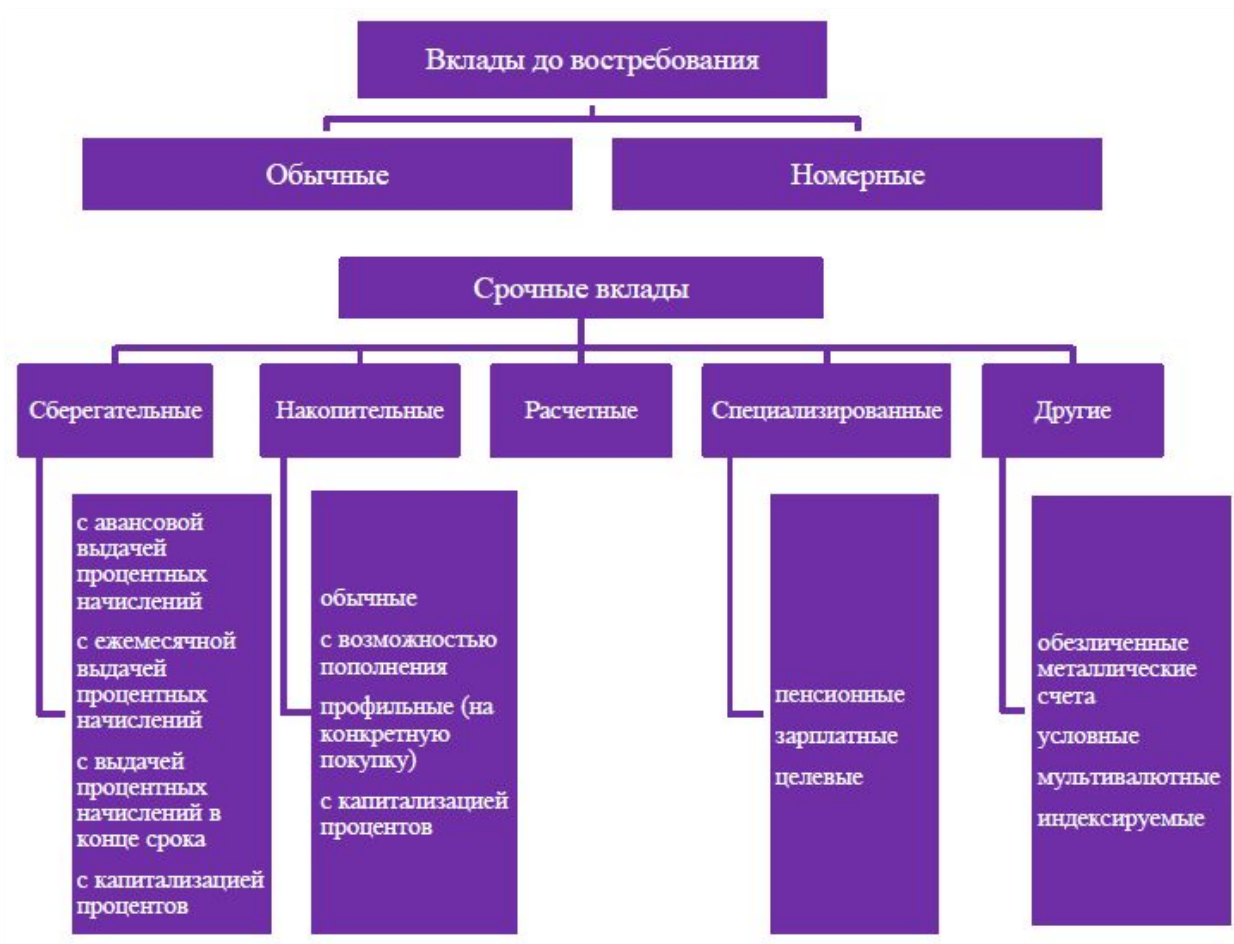 Вклады до востребования
Обычные
Номерные
Срочные вклады
Сберегательные
Накопительные
Расчетные
Специализированные
Другие
с авансовой
выдачей
процентных
начислений
с ежемесячной
выдачей
процентных
начислений
с выдачей
процентных
начислений в
конце срока
с капитализацией
процентов
обычные
с возможностью
пополнения
профильные (на
конкретную
покупку)
с капитализацией
процентов
пенсионные
зарплатные
целевые
обезличенные
металлические
счета
условные
мультивалютные
индексируемые